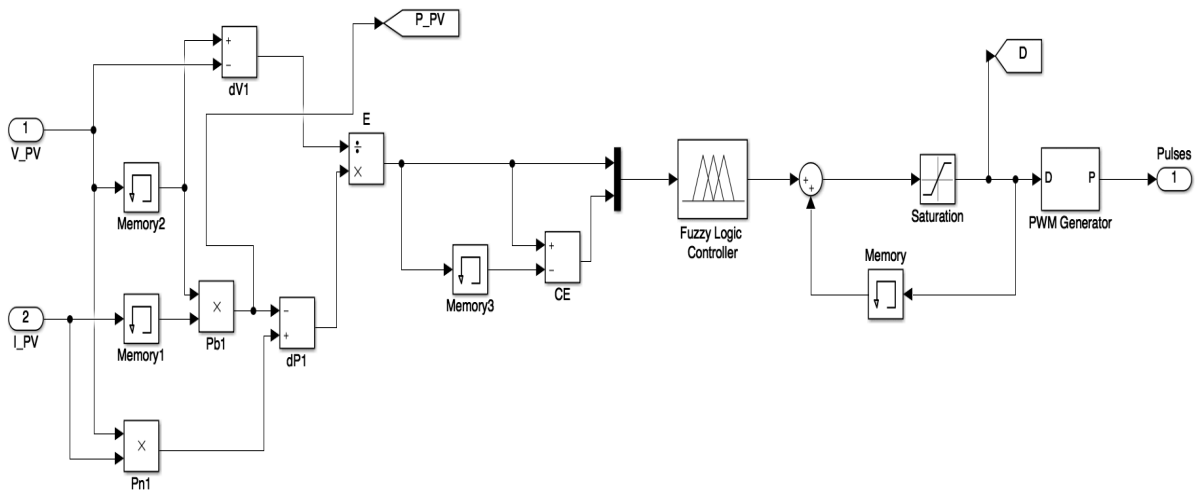 P_PV
+
−
dV1
1
V_PV
Memory2
E
÷
×
D
Fuzzy Logic
Controller
+
+
Saturation
D P
PWM Generator
Pulses
1
Memory
+
−
CE
Memory3
2
I_PV
Memory1
×
Pb1
−
+
dP1
×
Pn1